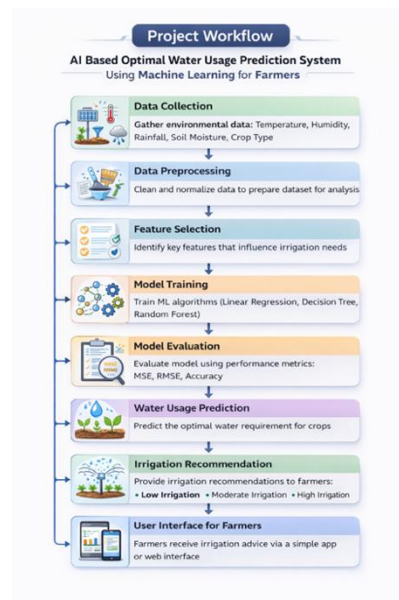 Project Workflow
AI Based Optimal Water Usage Prediction System
Using Machine Learning for Farmers
Data Collection
Gather environmental data: Temperature, Humidity,
Rainfall, Soil Moisture, Crop Type
Data Preprocessing
Clean and normalize data to prepare dataset for analysis
Feature Selection
Identify key features that influence irrigation needs
Model Training
Train ML algorithms (Linear Regression, Decision Tree,
Random Forest)
Model Evaluation
Evaluate model using performance metrics:
MSE, RMSE, Accuracy
Water Usage Prediction
Predict the optimal water requirement for crops
Irrigation Recommendation
Provide irrigation recommendations to farmers:
• Low Irrigation • Moderate Irrigation • High Irrigation
User Interface for Farmers
Farmers receive irrigation advice via a simple app
or web interface